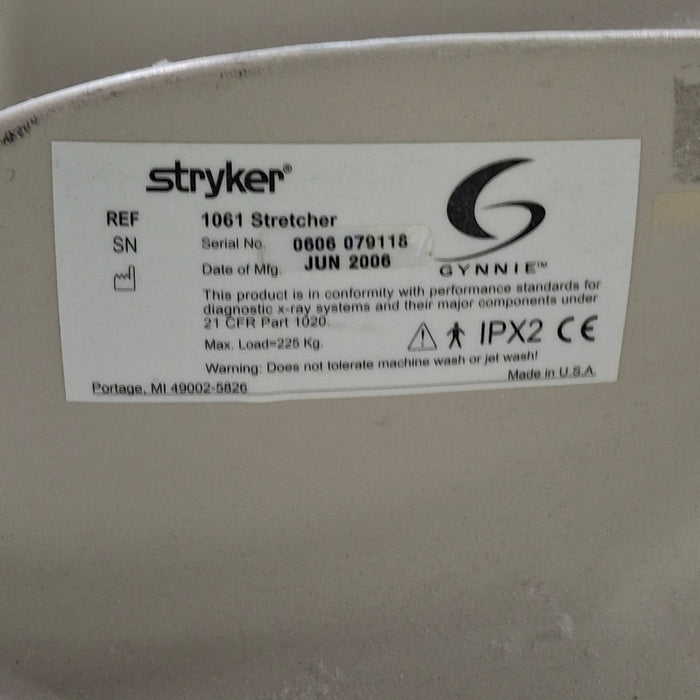 stryker®
REF 1061 Stretcher
SN Serial No. 0606 079118
Date of Mfg. JUN 2006
GYNNIE™
This product is in conformity with performance standards for
diagnostic x-ray systems and their major components under
21 CFR Part 1020.
Max. Load=225 Kg.
IPX2 CE
Warning: Does not tolerate machine wash or jet wash!
Portage, MI 49002-5826
Made in U.S.A.